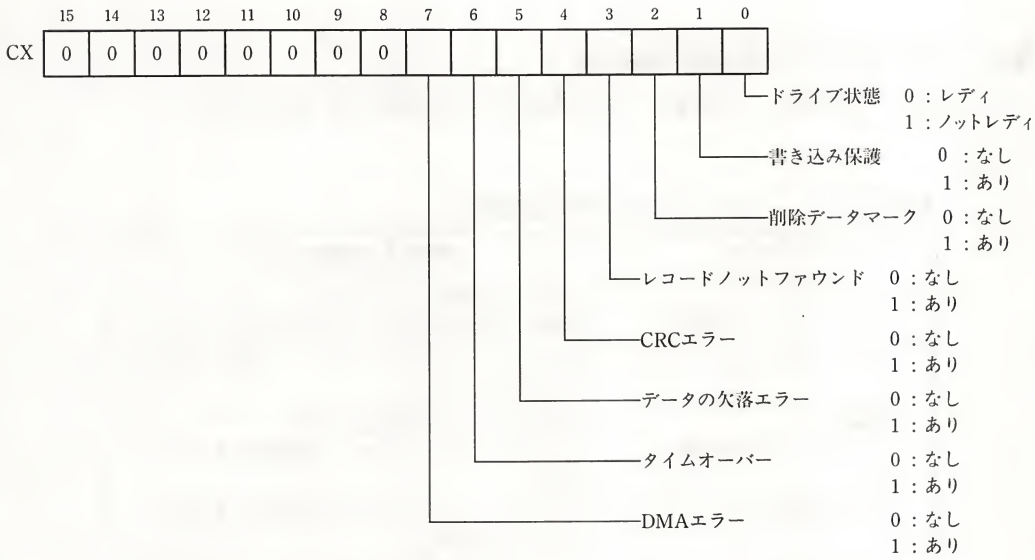 15 14 13 12 11 10 9 8 7 6 5 4 3 2 1 0
CX 0 0 0 0 0 0 0 0
ドライブ状態 0：レディ
1：ノットレディ
書き込み保護 0：なし
1：あり
削除データマーク 0：なし
1：あり
レコードノットファウンド 0：なし
1：あり
CRCエラー 0：なし
1：あり
データの欠落エラー 0：なし
1：あり
タイムオーバー 0：なし
1：あり
DMAエラー 0：なし
1：あり